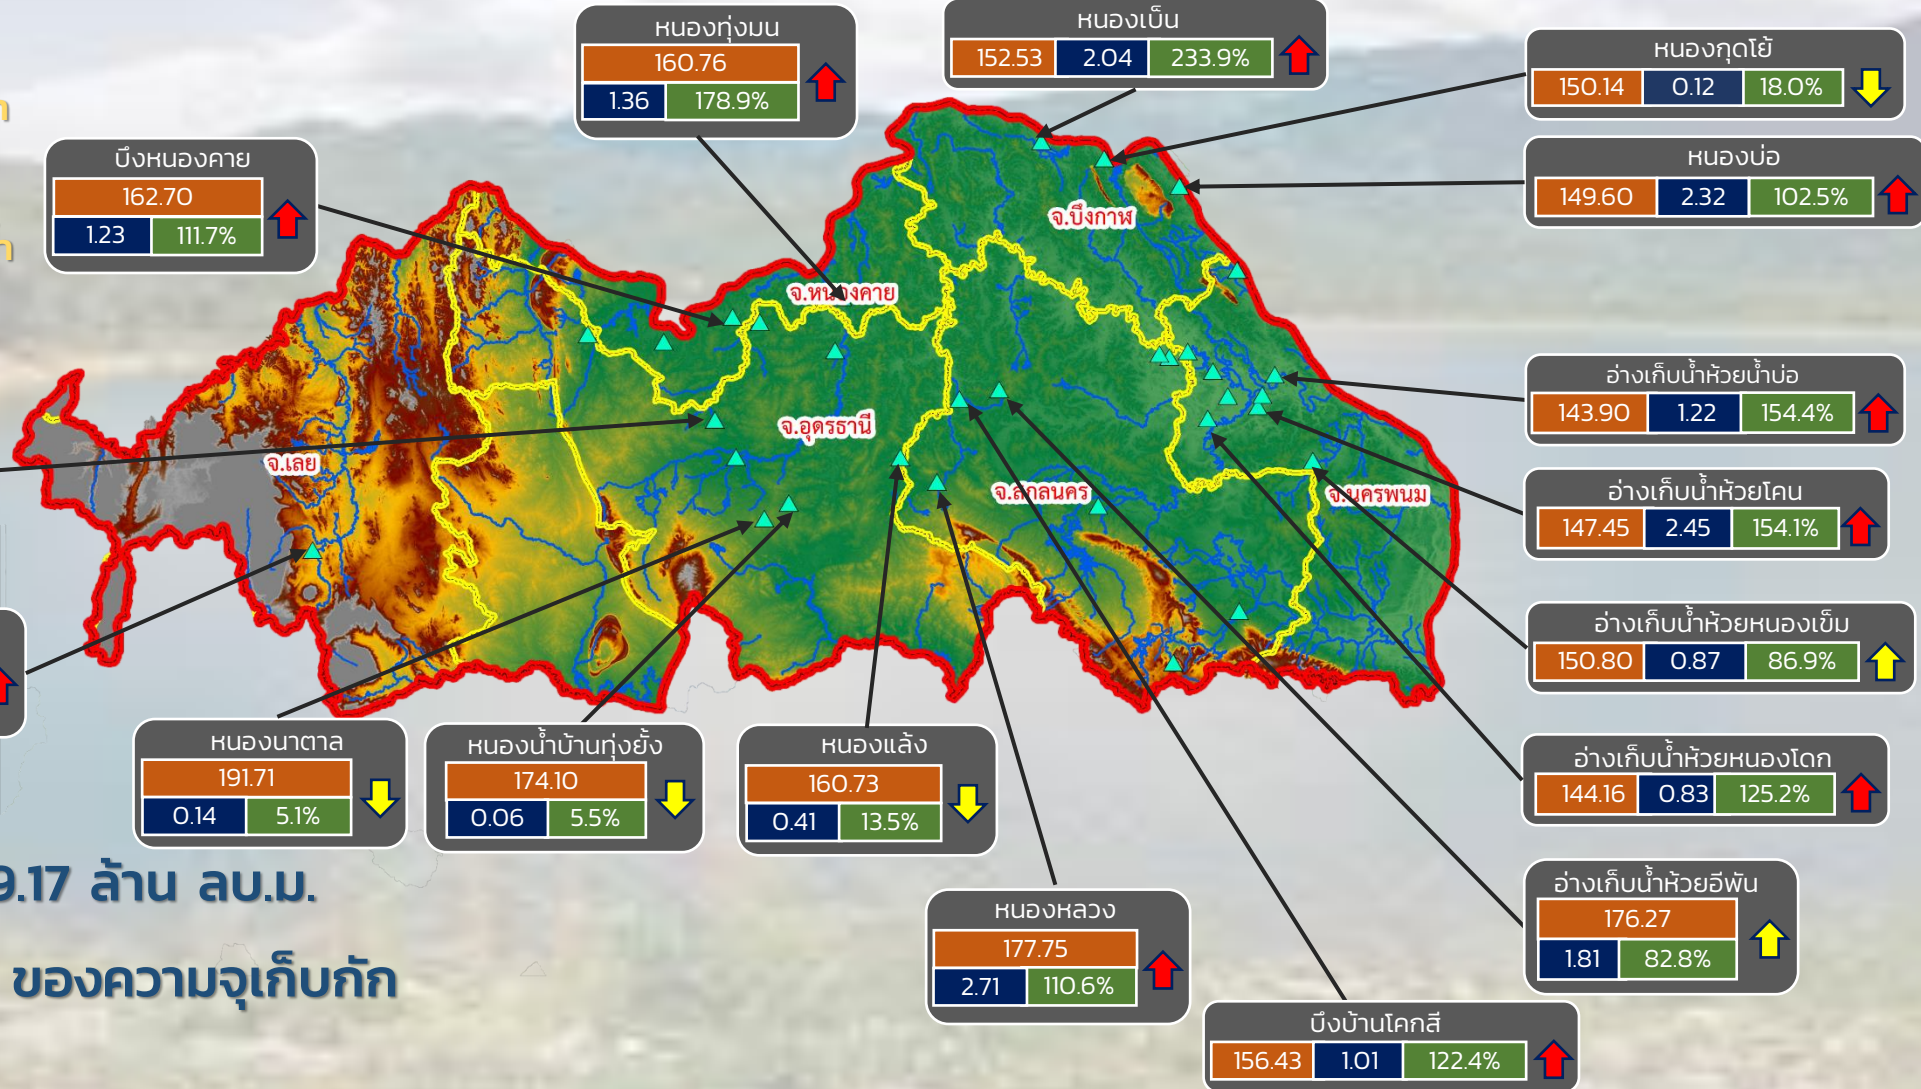 หนองทุ่งมน
160.76
1.36 178.9%
หนองเบ็น
152.53 2.04 233.9%
หนองกุดโย้
150.14 0.12 18.0%
บึงหนองคาย
162.70
1.23 111.7%
หนองบ่อ
149.60 2.32 102.5%
จ.บึงกาฬ
จ.หนองคาย
อ่างเก็บน้ำห้วยน้ำบ่อ
143.90 1.22 154.4%
จ.อุดรธานี
จ.เลย
จ.สกลนคร
จ.นครพนม
อ่างเก็บน้ำห้วยโคน
147.45 2.45 154.1%
อ่างเก็บน้ำห้วยหนองเข็ม
150.80 0.87 86.9%
หนองนาตาล
191.71
0.14 5.1%
หนองน้ำบ้านทุ่งยั้ง
174.10
0.06 5.5%
หนองแล้ง
160.73
0.41 13.5%
อ่างเก็บน้ำห้วยหนองโดก
144.16 0.83 125.2%
9.17 ล้าน ลบ.ม.
ของความจุเก็บกัก
หนองหลวง
177.75
2.71 110.6%
อ่างเก็บน้ำห้วยอีพัน
176.27
1.81 82.8%
บึงบ้านโคกสี
156.43 1.01 122.4%